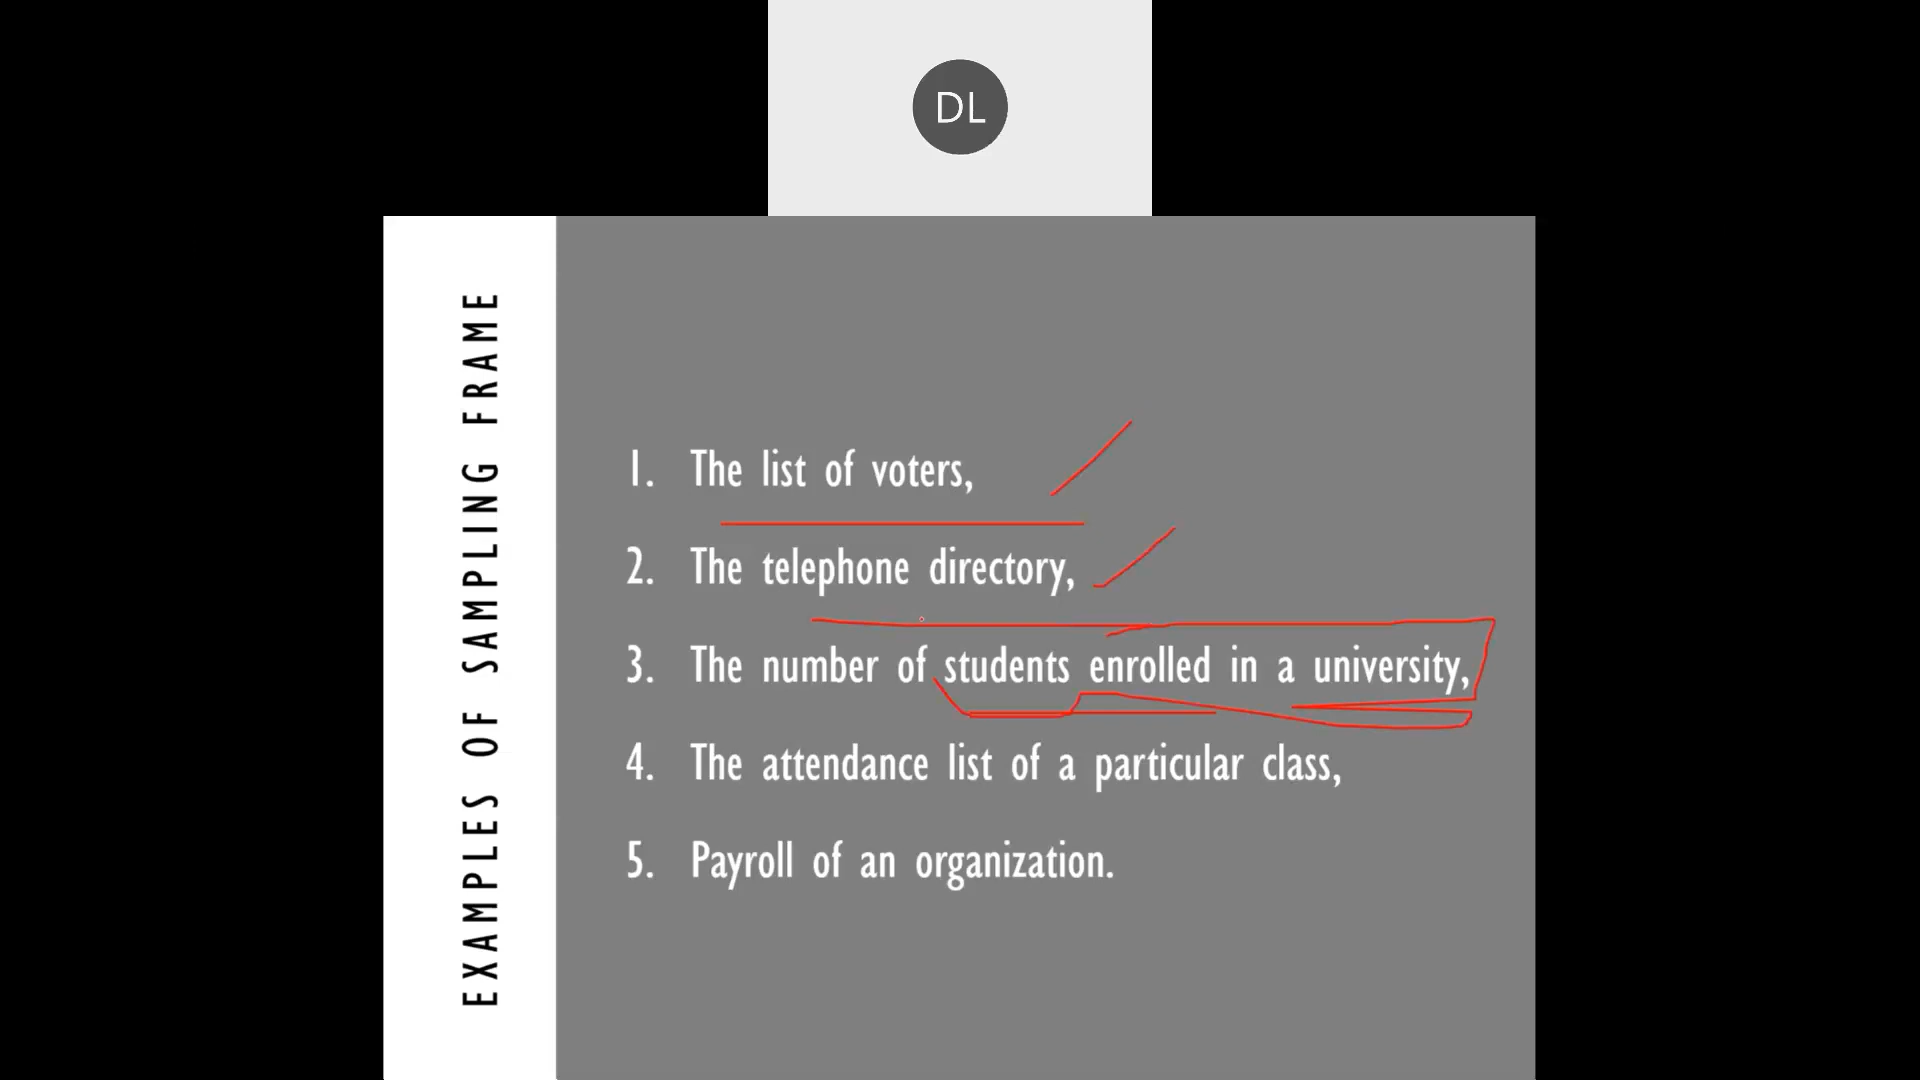 DL
EXAMPLES OF SAMPLING FRAME
1. The list of voters,
2. The telephone directory,
3. The number of students enrolled in a university,
4. The attendance list of a particular class,
5. Payroll of an organization.